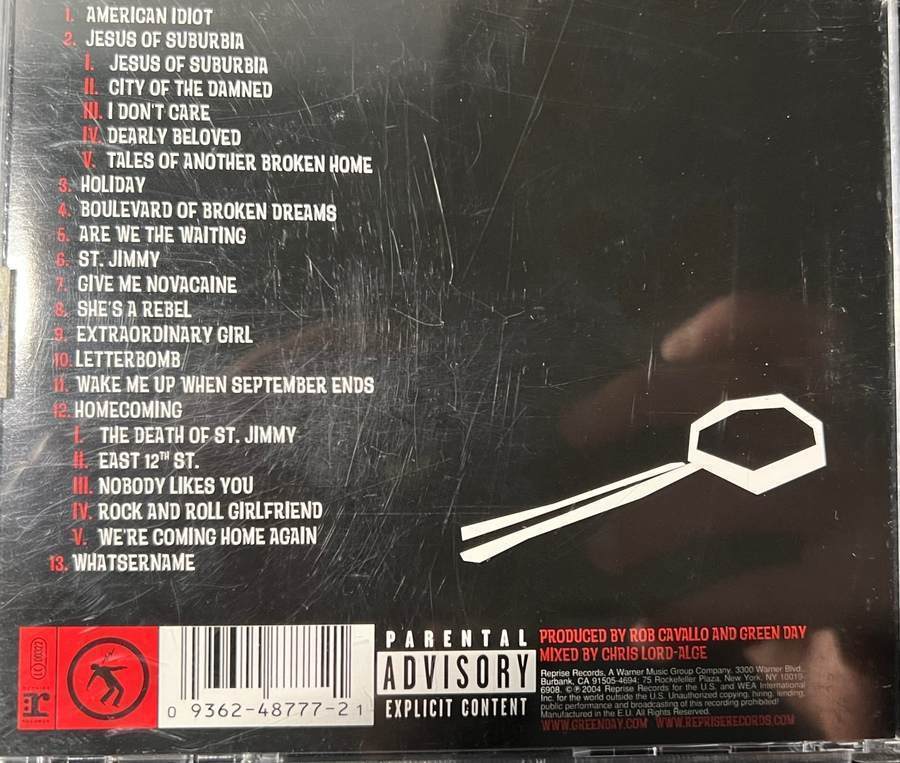 1. AMERICAN IDIOT
2. JESUS OF SUBURBIA
I. JESUS OF SUBURBIA
II. CITY OF THE DAMNED
III. I DON'T CARE
IV. DEARLY BELOVED
V. TALES OF ANOTHER BROKEN HOME
3. HOLIDAY
4. BOULEVARD OF BROKEN DREAMS
5. ARE WE THE WAITING
6. ST. JIMMY
7. GIVE ME NOVACAINE
8. SHE'S A REBEL
9. EXTRAORDINARY GIRL
10. LETTERBOMB
11. WAKE ME UP WHEN SEPTEMBER ENDS
12. HOMECOMING
I. THE DEATH OF ST. JIMMY
II. EAST 12TH ST.
III. NOBODY LIKES YOU
IV. ROCK AND ROLL GIRLFRIEND
V. WE'RE COMING HOME AGAIN
13. WHATSERNAME
0 9362-48777-2 1
PARENTAL
ADVISORY
EXPLICIT CONTENT
PRODUCED BY ROB CAVALLO AND GREEN DAY
MIXED BY CHRIS LORD-ALGE
Reprise Records, A Warner Music Group Company, 3300 Warner Blvd.,
Burbank, CA 91505-4694; 75 Rockefeller Plaza, New York, NY 10019-
6908. © ℗ 2004 Reprise Records for the U.S. and WEA International
Inc. for the world outside the U.S. Unauthorized copying, hiring, lending,
public performance and broadcasting of this recording prohibited.
Manufactured in the E.U. All Rights Reserved.
WWW.GREENDAY.COM WWW.REPRISERECORDS.COM